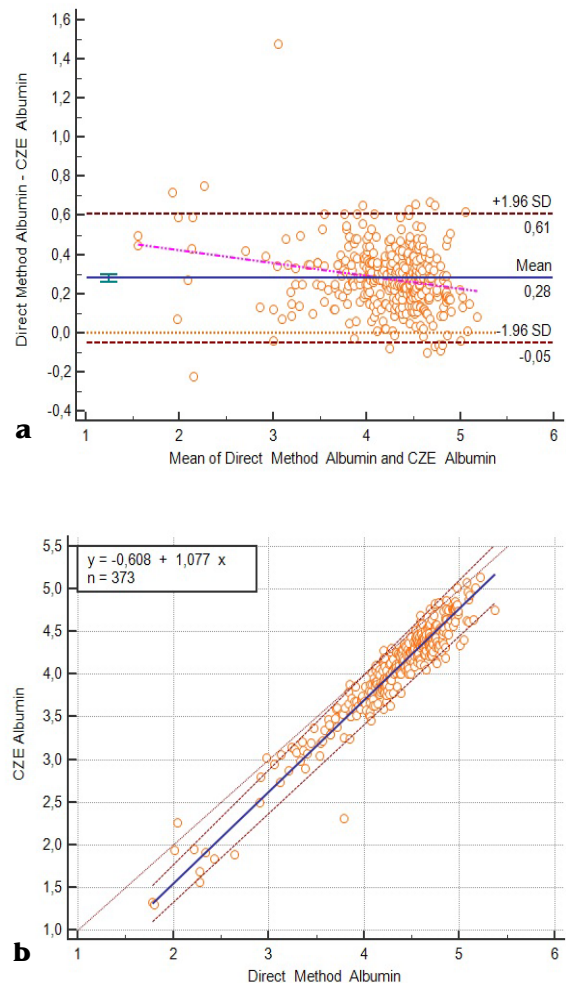 1,6
1,4
1,2
1,0
0,8
0,6
0,4
0,2
0,0
-0,2
-0,4
Direct Method Albumin - CZE Albumin
+1.96 SD
0,61
Mean
0,28
-1.96 SD
-0,05
1 2 3 4 5 6
Mean of Direct Method Albumin and CZE Albumin
a
y = -0,608 + 1,077 x
n = 373
5,5
5,0
4,5
4,0
3,5
3,0
2,5
2,0
1,5
1,0
CZE Albumin
1 2 3 4 5 6
Direct Method Albumin
b